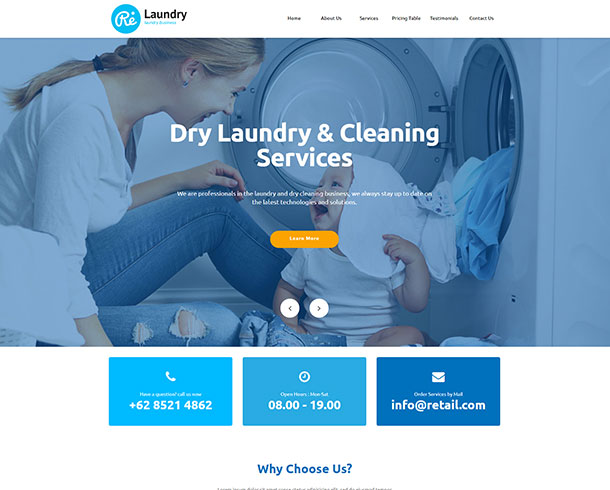 Re Laundry
laundry Business
Home About Us Services Pricing Table Testimonials Contact Us
Dry Laundry & Cleaning
Services
We are professionals in the laundry and dry cleaning business, we always stay up to date on
the latest technologies and solutions.
Learn More
Have a question? call us now
+62 8521 4862
Open Hours : Mon-Sat
08.00 - 19.00
Order Services by Mail
info@retail.com
Why Choose Us?